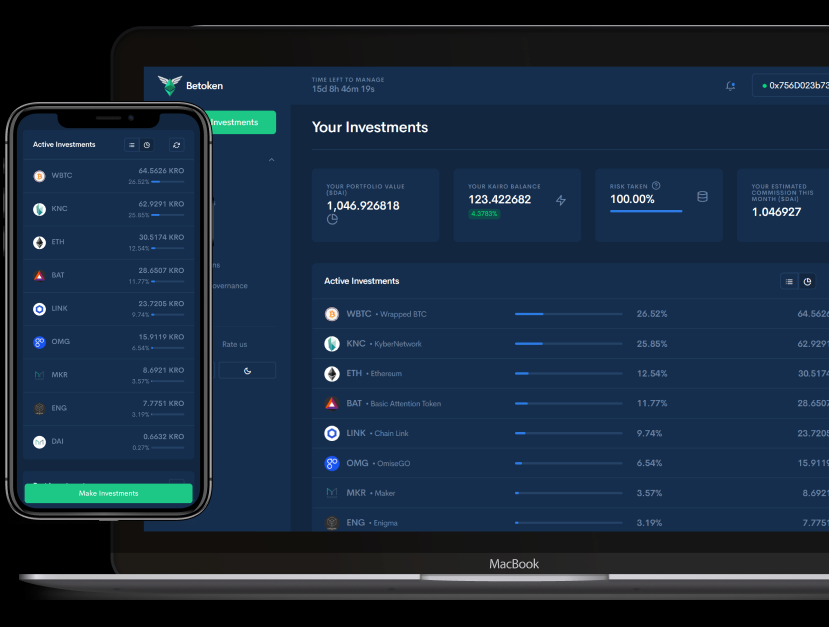 Betoken
TIME LEFT TO MANAGE
15d 8h 46m 19s
0x756D023b73
Investments
Your Investments
YOUR PORTFOLIO VALUE
($DAI)
1,046.926818
YOUR KAIRO BALANCE
123.422682
4.3783%
RISK TAKEN
100.00%
YOUR ESTIMATED
COMMISSION THIS
MONTH ($DAI)
1.046927
ns
overnance
Rate us
Active Investments
WBTC • Wrapped BTC 26.52% 64.5626
KNC • KyberNetwork 25.85% 62.9291
ETH • Ethereum 12.54% 30.5174
BAT • Basic Attention Token 11.77% 28.6507
LINK • Chain Link 9.74% 23.7205
OMG • OmiseGO 6.54% 15.9119
MKR • Maker 3.57% 8.6921
ENG • Enigma 3.19% 7.7751
MacBook
Active Investments
WBTC 64.5626 KRO
26.52%
KNC 62.9291 KRO
25.85%
ETH 30.5174 KRO
12.54%
BAT 28.6507 KRO
11.77%
LINK 23.7205 KRO
9.74%
OMG 15.9119 KRO
6.54%
MKR 8.6921 KRO
3.57%
ENG 7.7751 KRO
3.19%
DAI 0.6632 KRO
0.27%
Make Investments